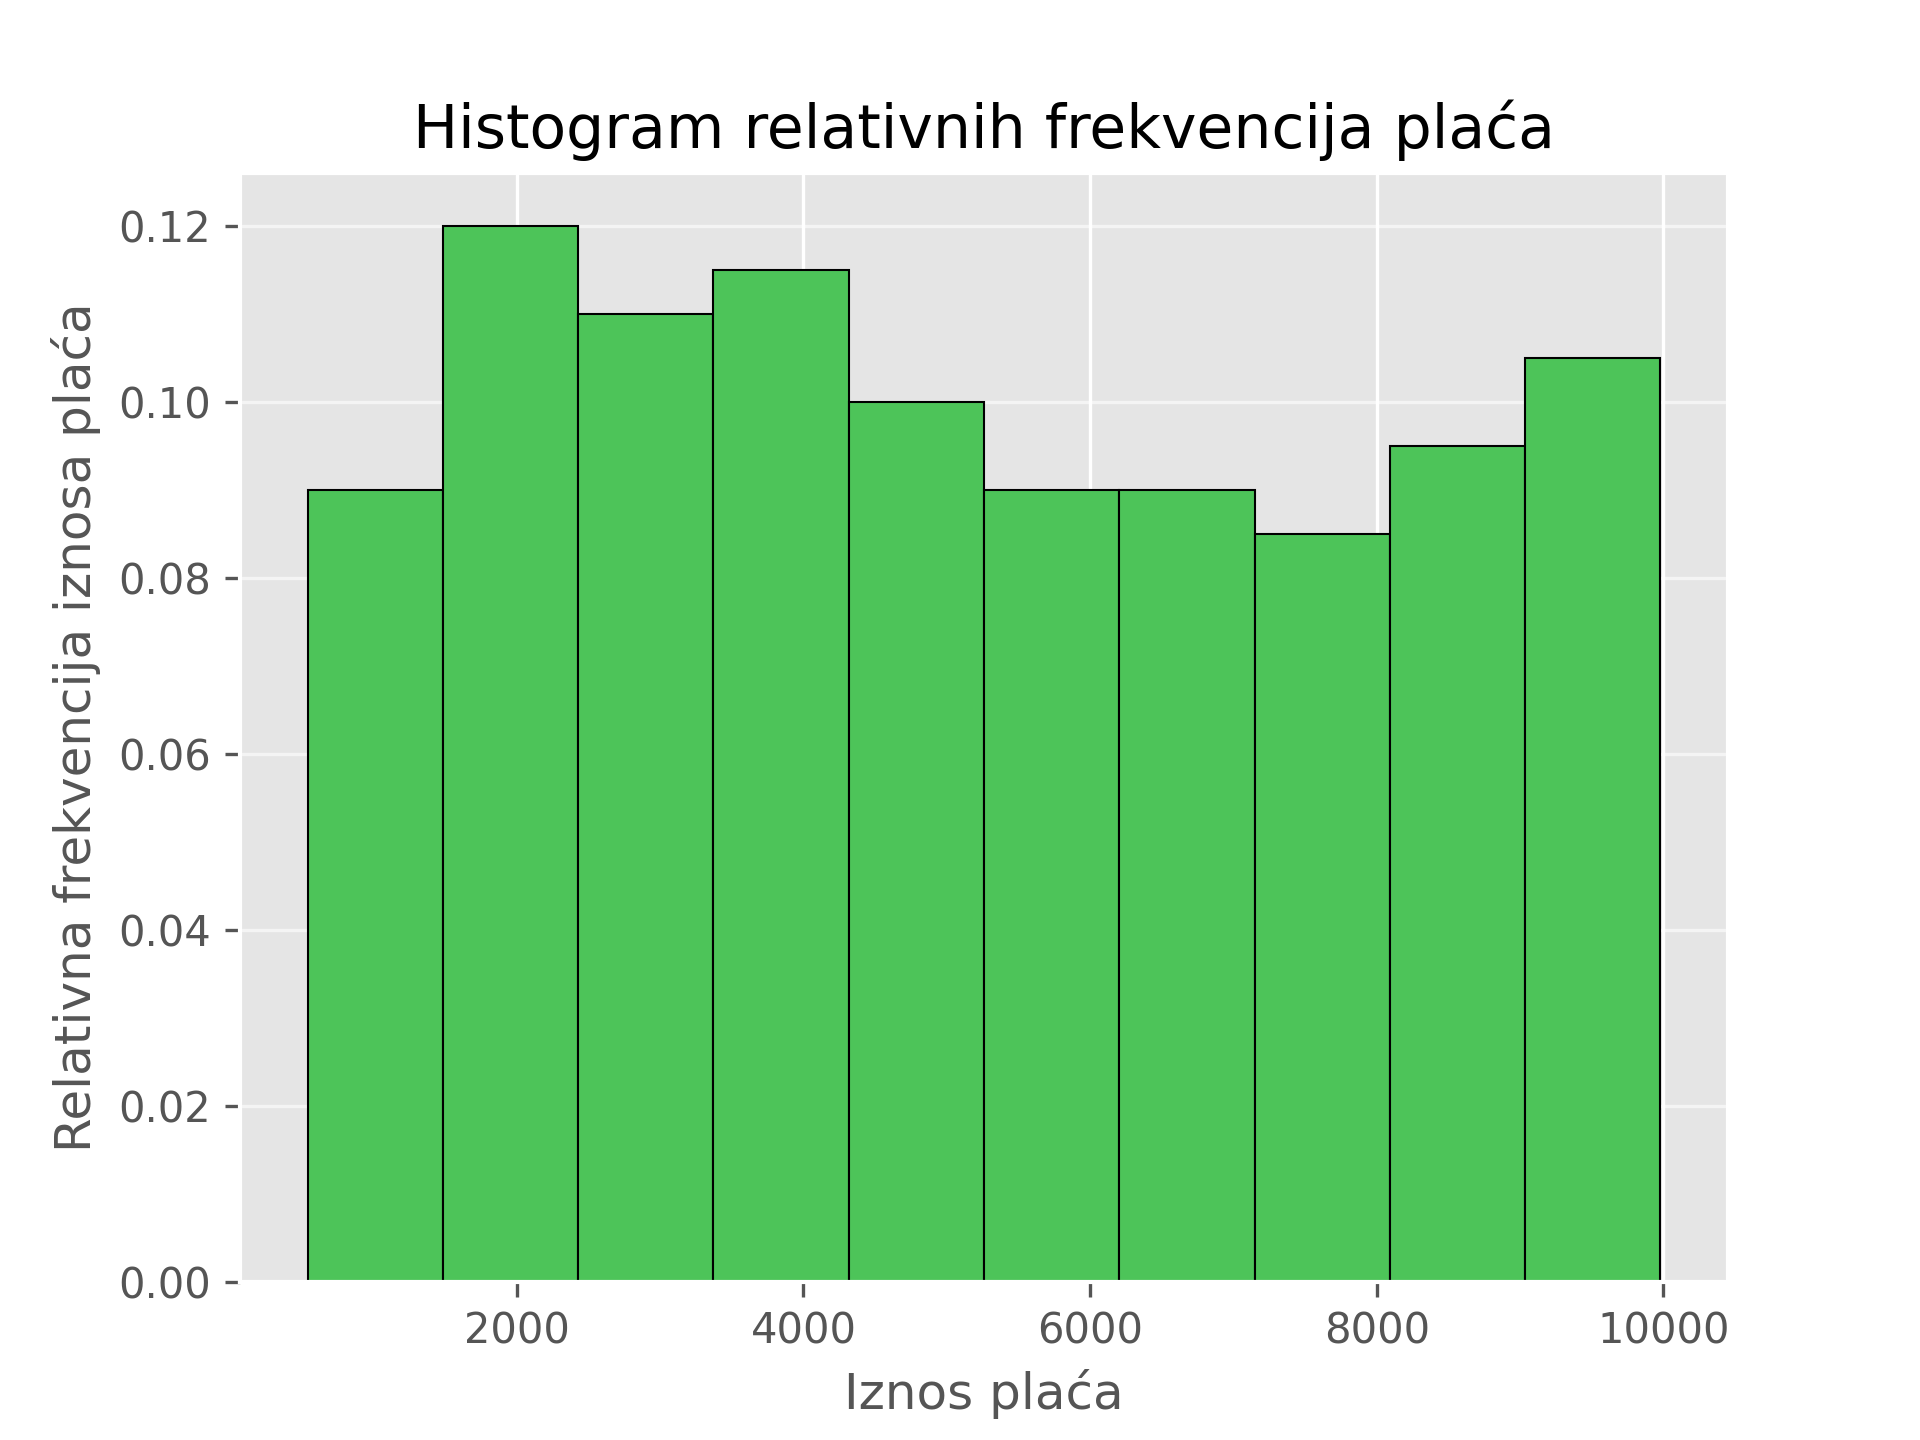 Histogram relativnih frekvencija plaća
Relativna frekvencija iznosa plaća
0.12
0.10
0.08
0.06
0.04
0.02
0.00
2000 4000 6000 8000 10000
Iznos plaća